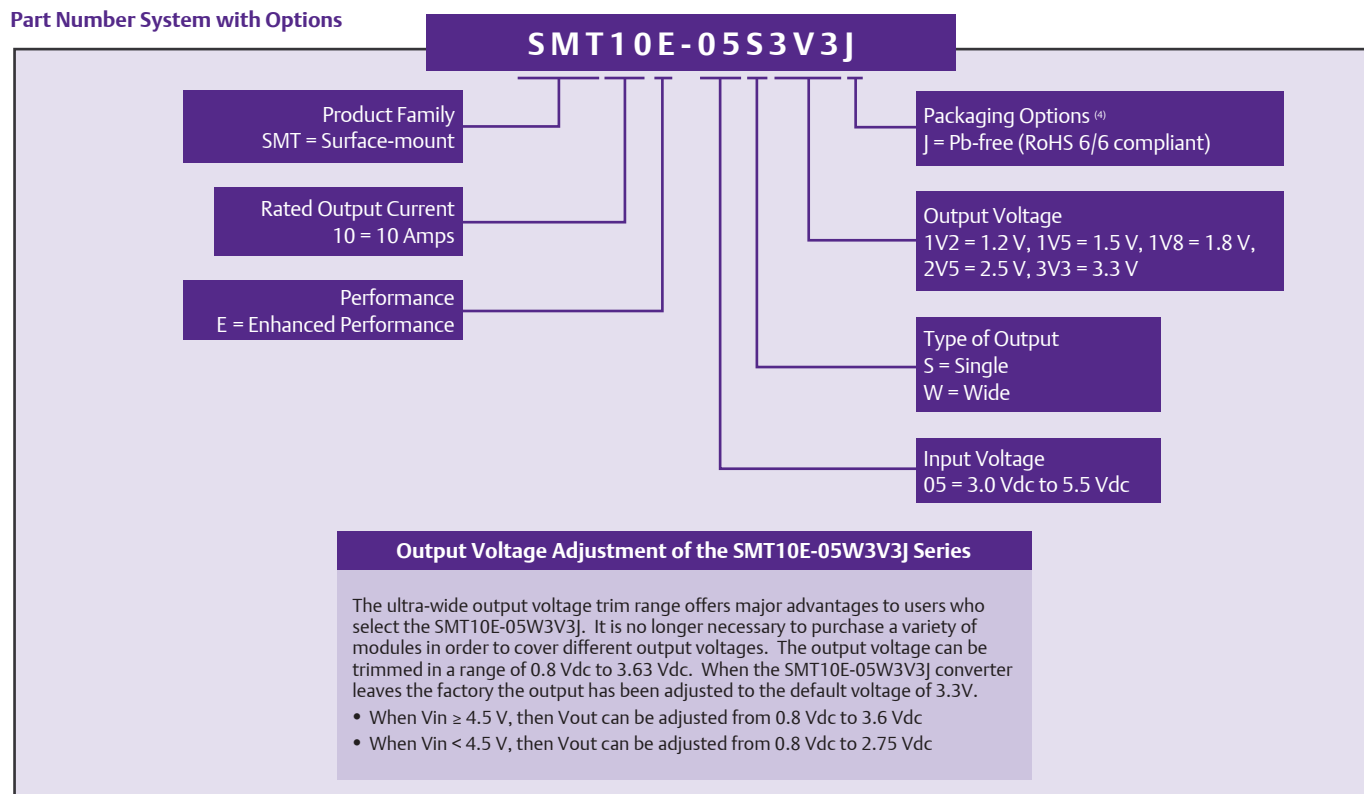 Part Number System with Options
SMT10E-05S3V3J
Product Family
SMT = Surface-mount
Rated Output Current
10 = 10 Amps
Performance
E = Enhanced Performance
Packaging Options (4)
J = Pb-free (RoHS 6/6 compliant)
Output Voltage
1V2 = 1.2 V, 1V5 = 1.5 V, 1V8 = 1.8 V,
2V5 = 2.5 V, 3V3 = 3.3 V
Type of Output
S = Single
W = Wide
Input Voltage
05 = 3.0 Vdc to 5.5 Vdc
Output Voltage Adjustment of the SMT10E-05W3V3J Series
The ultra-wide output voltage trim range offers major advantages to users who
select the SMT10E-05W3V3J. It is no longer necessary to purchase a variety of
modules in order to cover different output voltages. The output voltage can be
trimmed in a range of 0.8 Vdc to 3.63 Vdc. When the SMT10E-05W3V3J converter
leaves the factory the output has been adjusted to the default voltage of 3.3V.
• When Vin ≥ 4.5 V, then Vout can be adjusted from 0.8 Vdc to 3.6 Vdc
• When Vin < 4.5 V, then Vout can be adjusted from 0.8 Vdc to 2.75 Vdc